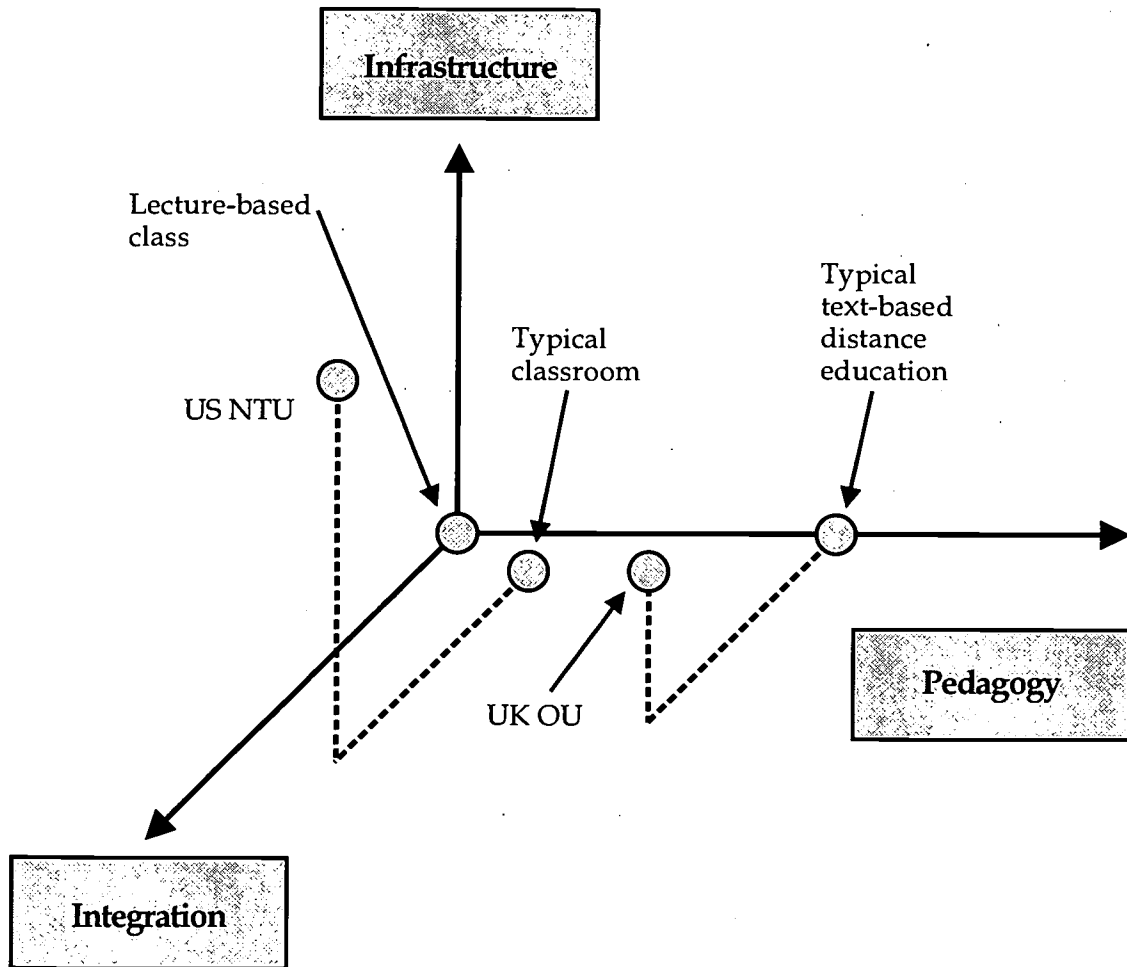 Infrastructure
Lecture-based
class
Typical
text-based
distance
education
Typical
classroom
US NTU
UK OU
Pedagogy
Integration